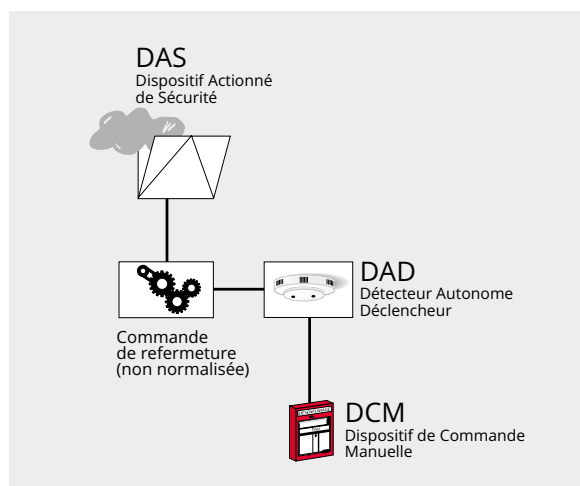 DAS
Dispositif Actionné
de Sécurité
DAD
Détecteur Autonome
Déclencheur
Commande
de refermeture
(non normalisée)
DCM
Dispositif de Commande
Manuelle